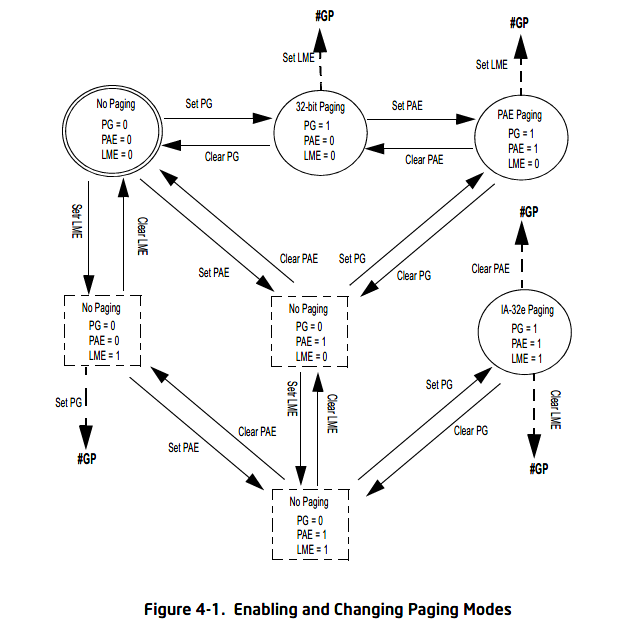 #GP
#GP
Set LME
Set LME
No Paging
PG = 0
PAE = 0
LME = 0
Set PG
Clear PG
32-bit Paging
PG = 1
PAE = 0
LME = 0
Set PAE
Clear PAE
PAE Paging
PG = 1
PAE = 1
LME = 0
Setr LME
Clear LME
Set PAE
Clear PAE
Set PG
Clear PG
#GP
Clear PAE
No Paging
PG = 0
PAE = 0
LME = 1
No Paging
PG = 0
PAE = 1
LME = 0
IA-32e Paging
PG = 1
PAE = 1
LME = 1
Set PG
#GP
Set PAE
Clear PAE
Setr LME
Clear LME
Set PG
Clear PG
Clear LME
#GP
No Paging
PG = 0
PAE = 1
LME = 1
Figure 4-1. Enabling and Changing Paging Modes